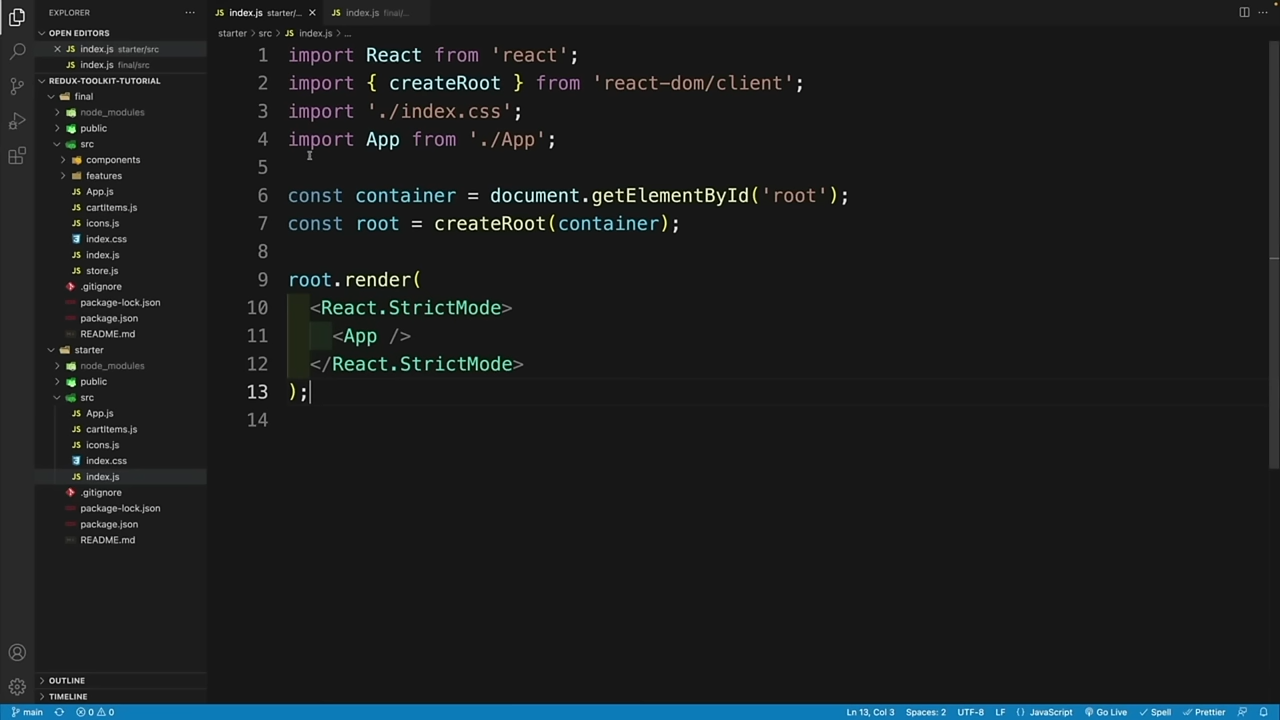 EXPLORER
···
OPEN EDITORS
index.js starter/src
index.js final/src
REDUX-TOOLKIT-TUTORIAL
final
node_modules
public
src
components
features
App.js
cartItems.js
icons.js
index.css
index.js
store.js
.gitignore
package-lock.json
package.json
README.md
starter
node_modules
public
src
App.js
cartItems.js
icons.js
index.css
index.js
.gitignore
package-lock.json
package.json
README.md
OUTLINE
TIMELINE
index.js starter/...
index.js final/...
starter > src > index.js > ...
1 import React from 'react';
2 import { createRoot } from 'react-dom/client';
3 import './index.css';
4 import App from './App';
5
6 const container = document.getElementById('root');
7 const root = createRoot(container);
8
9 root.render(
10 <React.StrictMode>
11 <App />
12 </React.StrictMode>
13 );
14
main 0 0 Ln 13, Col 3 Spaces: 2 UTF-8 LF { } JavaScript Go Live Spell Prettier